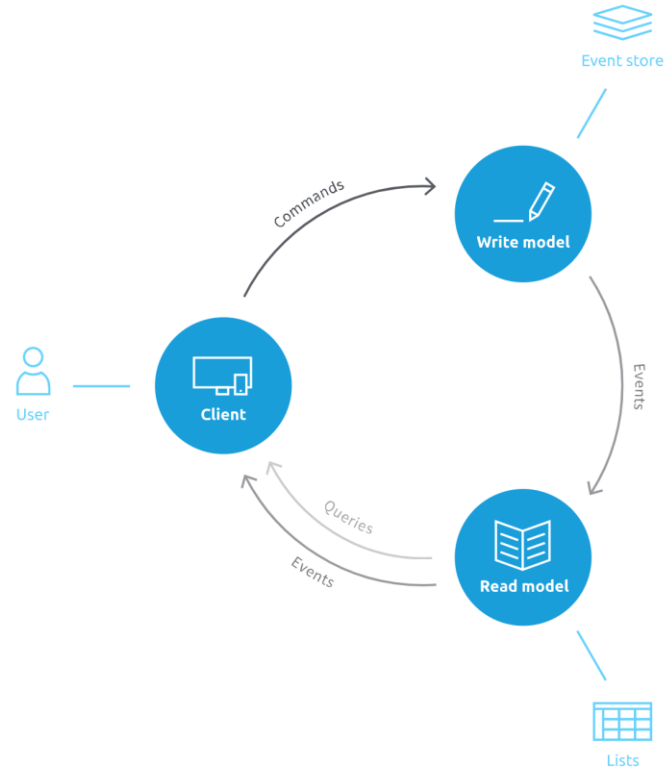 Event store
Commands
Write model
Events
User
Client
Queries
Events
Read model
Lists